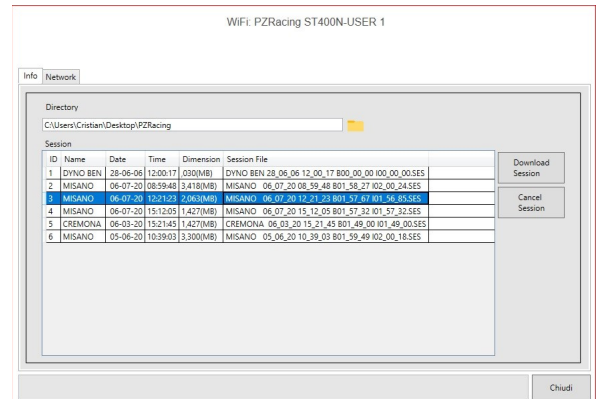 WiFi: PZRacing ST400N-USER 1
Info Network
Directory
C:\Users\Cristian\Desktop\PZRacing
Session
ID Name Date Time Dimension Session File
1 DYNO BEN 28-06-06 12:00:17 ,030(MB) DYNO BEN 28_06_06 12_00_17 B00_00_00 I00_00_00.SES
2 MISANO 06-07-20 08:59:48 3,418(MB) MISANO 06_07_20 08_59_48 B01_58_27 I02_00_24.SES
3 MISANO 06-07-20 12:21:23 2,063(MB) MISANO 06_07_20 12_21_23 B01_57_67 I01_56_85.SES
4 MISANO 06-07-20 15:12:05 1,427(MB) MISANO 06_07_20 15_12_05 B01_57_32 I01_57_32.SES
5 CREMONA 06-03-20 15:21:45 1,427(MB) CREMONA 06_03_20 15_21_45 B01_49_00 I01_49_00.SES
6 MISANO 05-06-20 10:39:03 3,300(MB) MISANO 05_06_20 10_39_03 B01_59_49 I02_00_18.SES
Download
Session
Cancel
Session
Chiudi